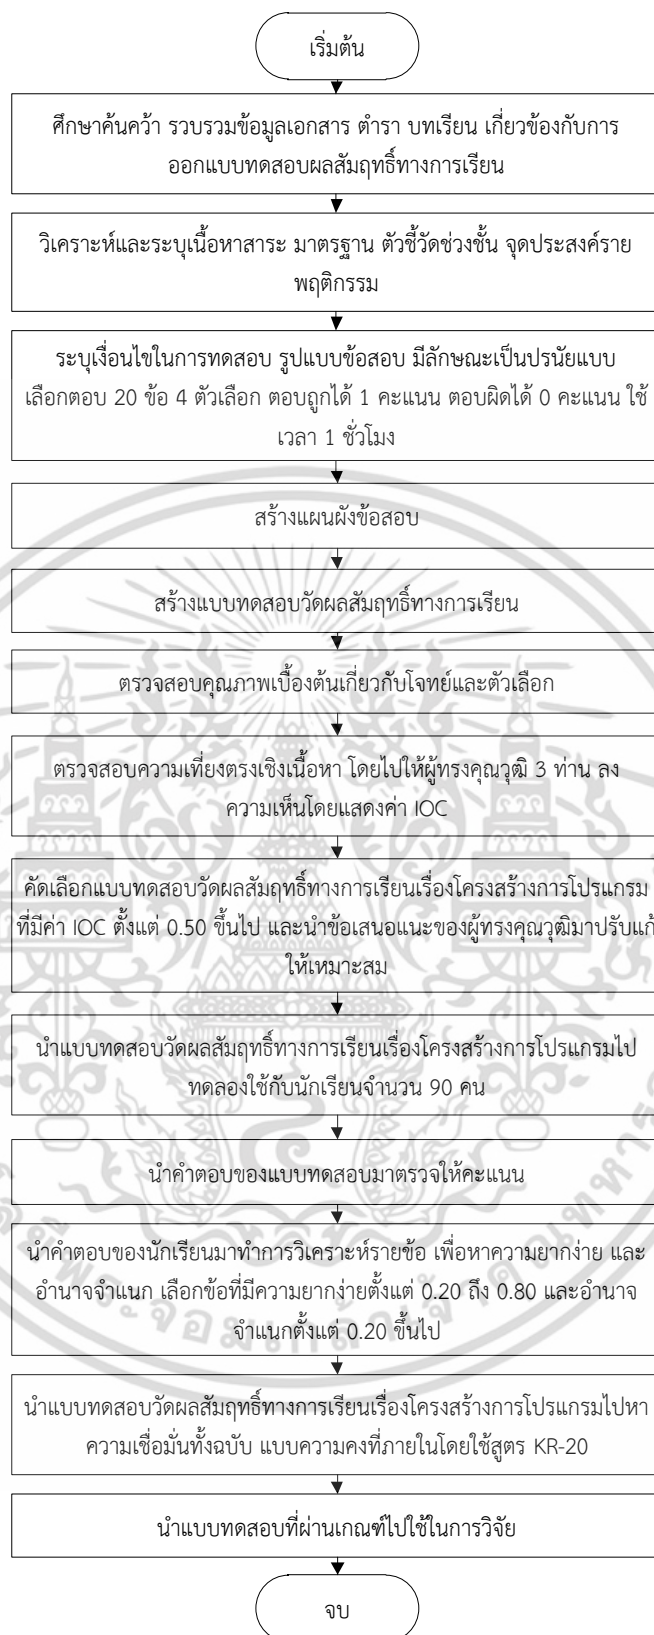 เริ่มต้น
ศึกษาค้นคว้า รวบรวมข้อมูลเอกสาร ตำรา บทเรียน เกี่ยวข้องกับการ
ออกแบบทดสอบผลสัมฤทธิ์ทางการเรียน
วิเคราะห์และระบุเนื้อหาสาระ มาตรฐาน ตัวชี้วัดช่วงชั้น จุดประสงค์ราย
พฤติกรรม
ระบุเงื่อนไขในการทดสอบ รูปแบบข้อสอบ มีลักษณะเป็นปรนัยแบบ
เลือกตอบ 20 ข้อ 4 ตัวเลือก ตอบถูกได้ 1 คะแนน ตอบผิดได้ 0 คะแนน ใช้
เวลา 1 ชั่วโมง
สร้างแผนผังข้อสอบ
สร้างแบบทดสอบวัดผลสัมฤทธิ์ทางการเรียน
ตรวจสอบคุณภาพเบื้องต้นเกี่ยวกับโจทย์และตัวเลือก
ตรวจสอบความเที่ยงตรงเชิงเนื้อหา โดยไปให้ผู้ทรงคุณวุฒิ 3 ท่าน ลง
ความเห็นโดยแสดงค่า IOC
คัดเลือกแบบทดสอบวัดผลสัมฤทธิ์ทางการเรียนเรื่องโครงสร้างการโปรแกรม
ที่มีค่า IOC ตั้งแต่ 0.50 ขึ้นไป และนำข้อเสนอแนะของผู้ทรงคุณวุฒิมาปรับแก้
ให้เหมาะสม
นำแบบทดสอบวัดผลสัมฤทธิ์ทางการเรียนเรื่องโครงสร้างการโปรแกรมไป
ทดลองใช้กับนักเรียนจำนวน 90 คน
นำคำตอบของแบบทดสอบมาตรวจให้คะแนน
นำคำตอบของนักเรียนมาทำการวิเคราะห์รายข้อ เพื่อหาความยากง่าย และ
อำนาจจำแนก เลือกข้อที่มีความยากง่ายตั้งแต่ 0.20 ถึง 0.80 และอำนาจ
จำแนกตั้งแต่ 0.20 ขึ้นไป
นำแบบทดสอบวัดผลสัมฤทธิ์ทางการเรียนเรื่องโครงสร้างการโปรแกรมไปหา
ความเชื่อมั่นทั้งฉบับ แบบความคงที่ภายในโดยใช้สูตร KR-20
นำแบบทดสอบที่ผ่านเกณฑ์ไปใช้ในการวิจัย
จบ